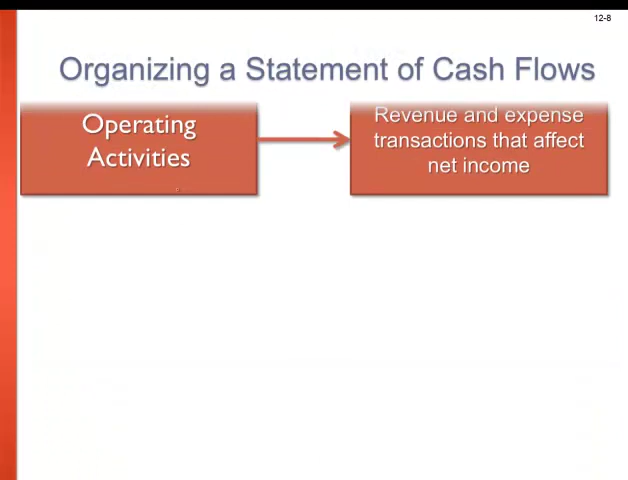 12-8
Organizing a Statement of Cash Flows
Operating
Activities
Revenue and expense
transactions that affect
net income